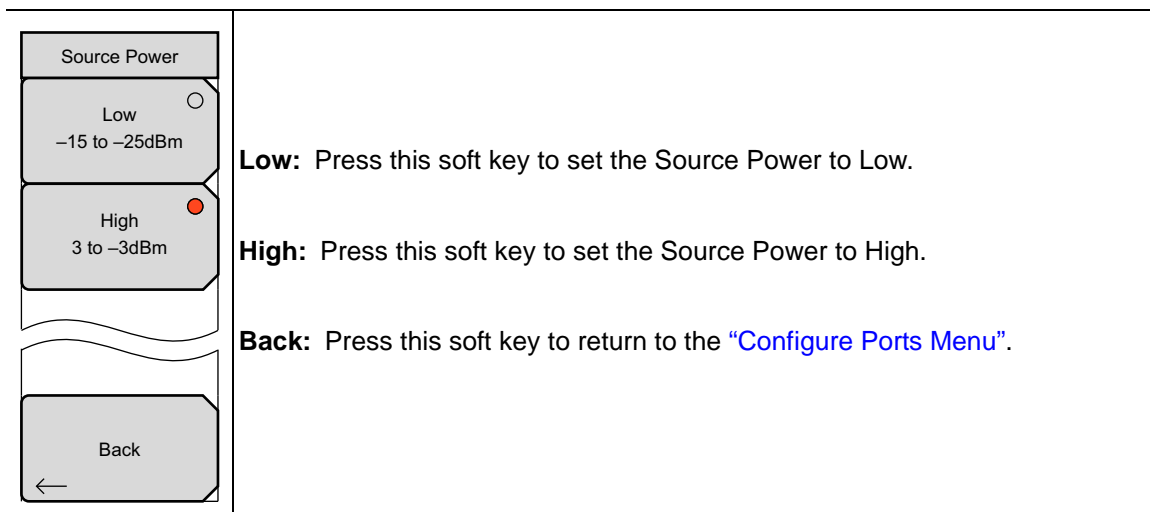 Source Power
Low
–15 to –25dBm
High
3 to –3dBm
Back
Low: Press this soft key to set the Source Power to Low.
High: Press this soft key to set the Source Power to High.
Back: Press this soft key to return to the “Configure Ports Menu”.